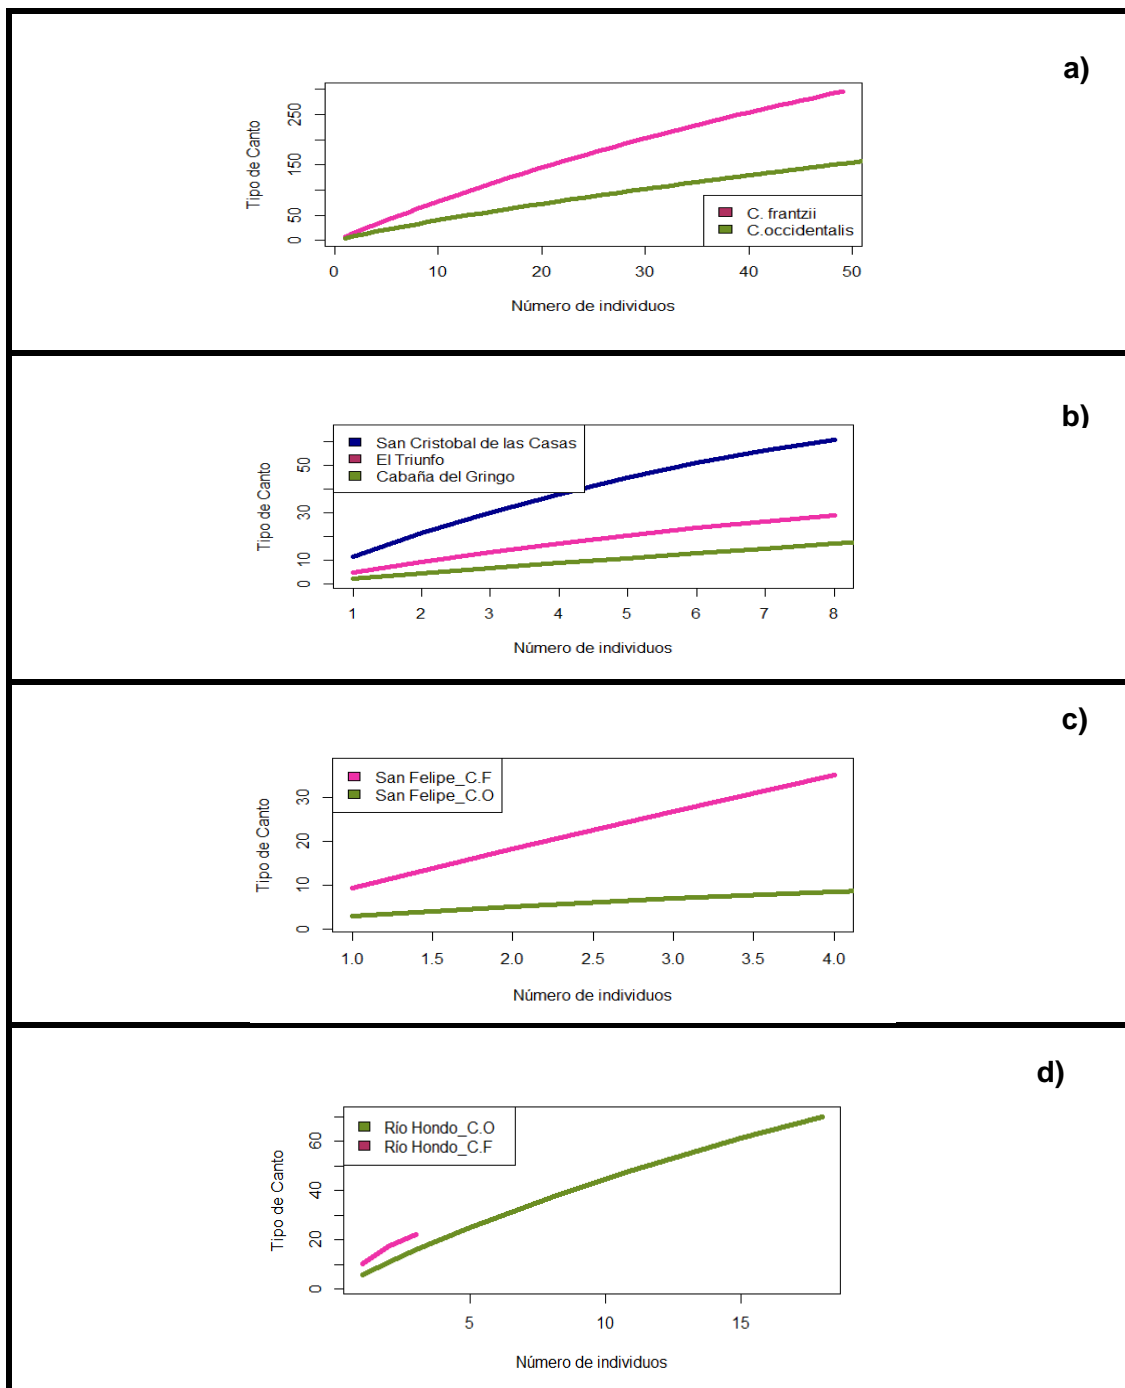 a)
Tipo de Canto
250
150
50
0
C. frantzii
C.occidentalis
0 10 20 30 40 50
Número de individuos
b)
Tipo de Canto
50
30
10
0
San Cristobal de las Casas
El Triunfo
Cabaña del Gringo
1 2 3 4 5 6 7 8
Número de individuos
c)
Tipo de Canto
30
20
10
0
San Felipe_C.F
San Felipe_C.O
1.0 1.5 2.0 2.5 3.0 3.5 4.0
Número de individuos
d)
Tipo de Canto
60
40
20
0
Río Hondo_C.O
Río Hondo_C.F
5 10 15
Número de individuos